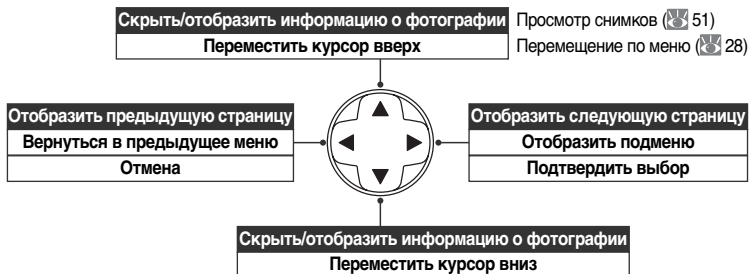 Скрыть/отобразить информацию о фотографии
Просмотр снимков ( 51)
Переместить курсор вверх
Перемещение по меню ( 28)
Отобразить предыдущую страницу
Вернуться в предыдущее меню
Отмена
Отобразить следующую страницу
Отобразить подменю
Подтвердить выбор
Скрыть/отобразить информацию о фотографии
Переместить курсор вниз